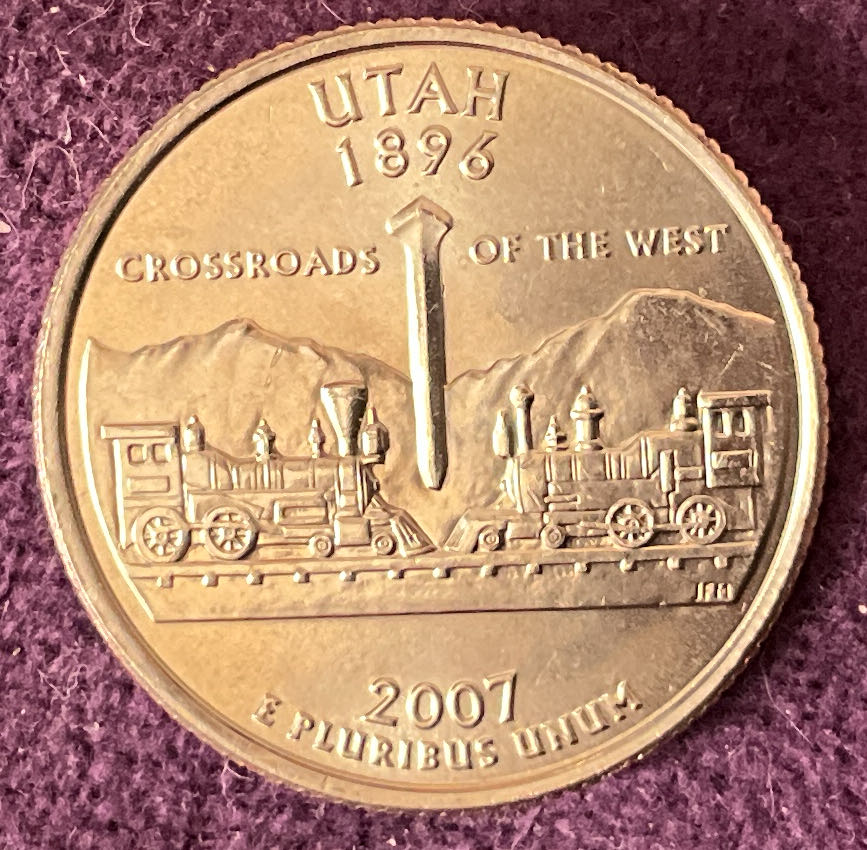 UTAH
1896
CROSSROADS OF THE WEST
JFM
2007
E PLURIBUS UNUM